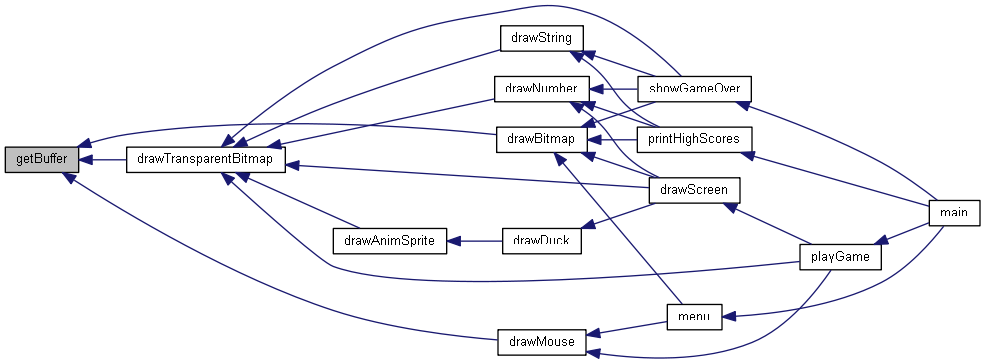 getBuffer
drawTransparentBitmap
drawString
drawNumber
drawBitmap
drawAnimSprite
drawDuck
drawMouse
showGameOver
printHighScores
drawScreen
menu
playGame
main